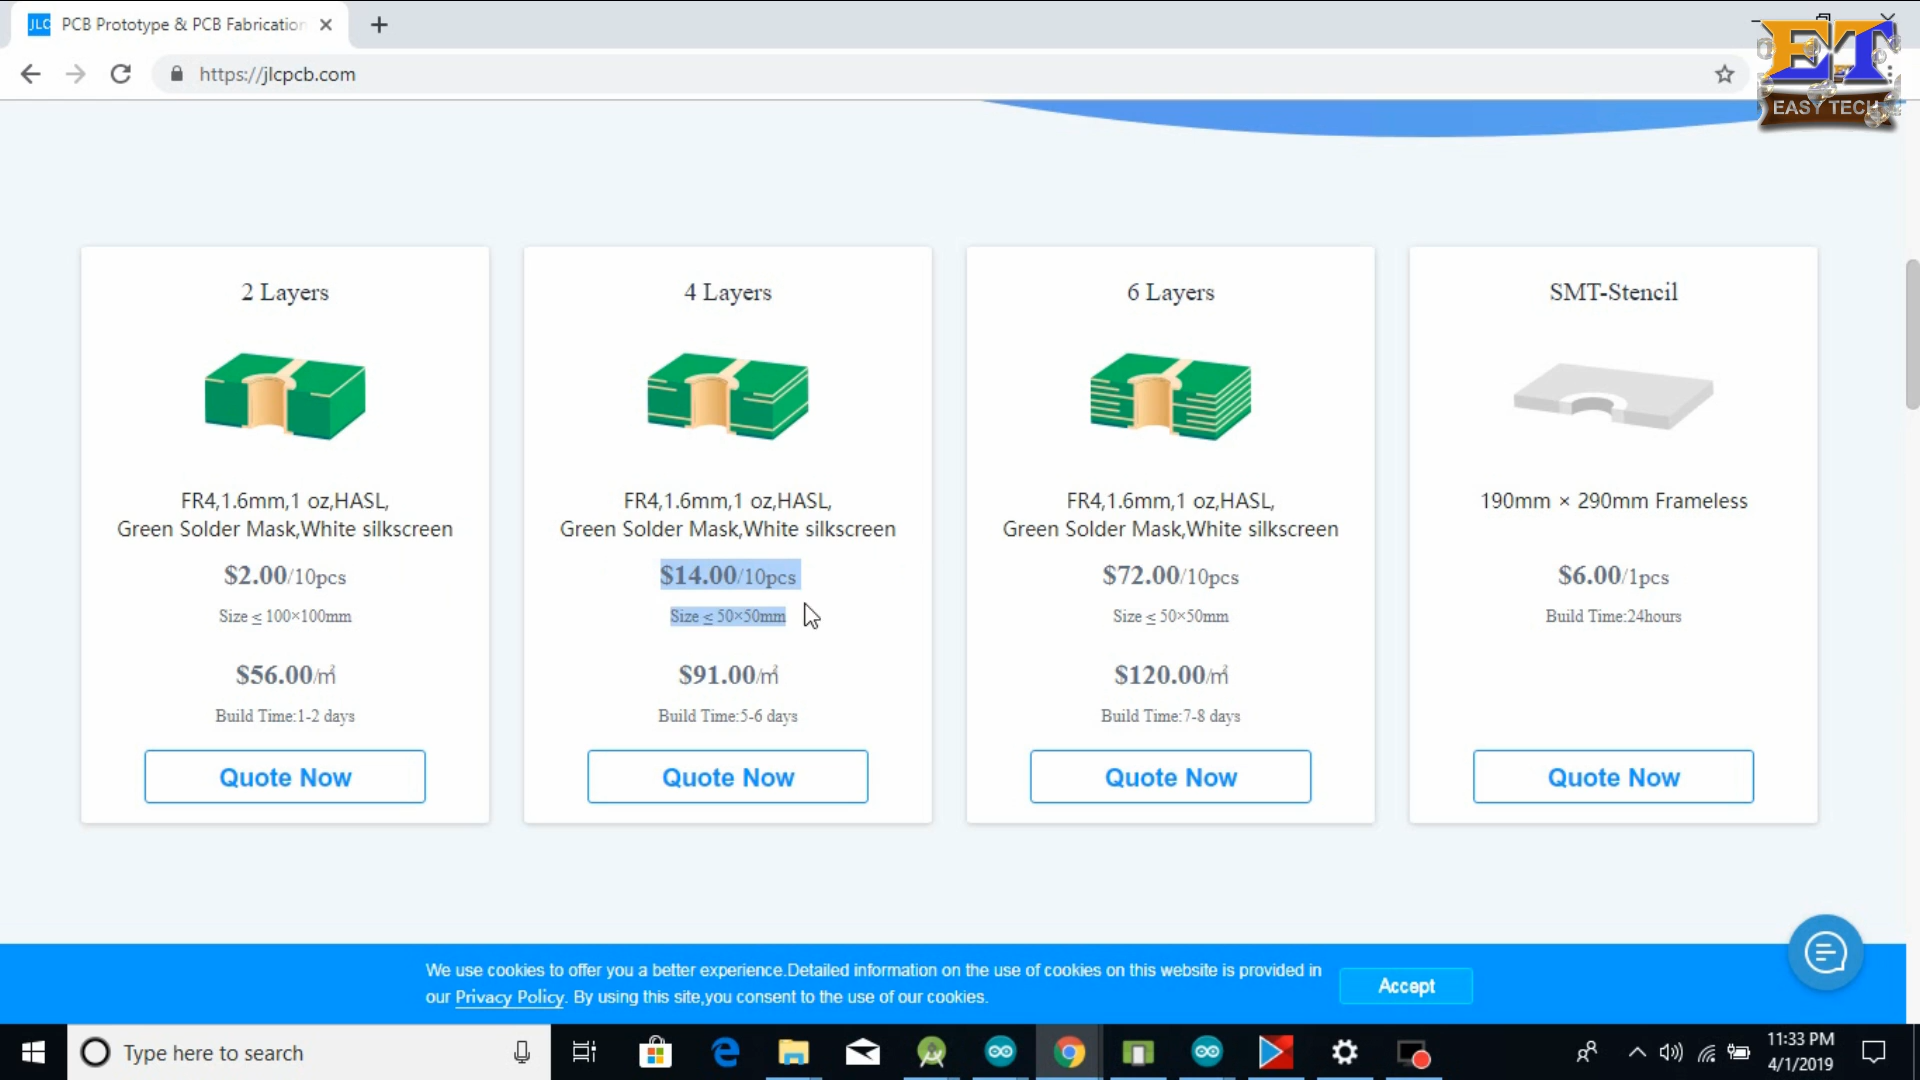 JLC PCB Prototype & PCB Fabrication
https://jlcpcb.com
ET
EASY TECH
2 Layers
FR4,1.6mm,1 oz,HASL,
Green Solder Mask,White silkscreen
$2.00/10pcs
Size ≤ 100×100mm
$56.00/㎡
Build Time:1-2 days
Quote Now
4 Layers
FR4,1.6mm,1 oz,HASL,
Green Solder Mask,White silkscreen
$14.00/10pcs
Size ≤ 50×50mm
$91.00/㎡
Build Time:5-6 days
Quote Now
6 Layers
FR4,1.6mm,1 oz,HASL,
Green Solder Mask,White silkscreen
$72.00/10pcs
Size ≤ 50×50mm
$120.00/㎡
Build Time:7-8 days
Quote Now
SMT-Stencil
190mm × 290mm Frameless
$6.00/1pcs
Build Time:24hours
Quote Now
We use cookies to offer you a better experience.Detailed information on the use of cookies on this website is provided in
our Privacy Policy. By using this site,you consent to the use of our cookies.
Accept
Type here to search
11:33 PM
4/1/2019